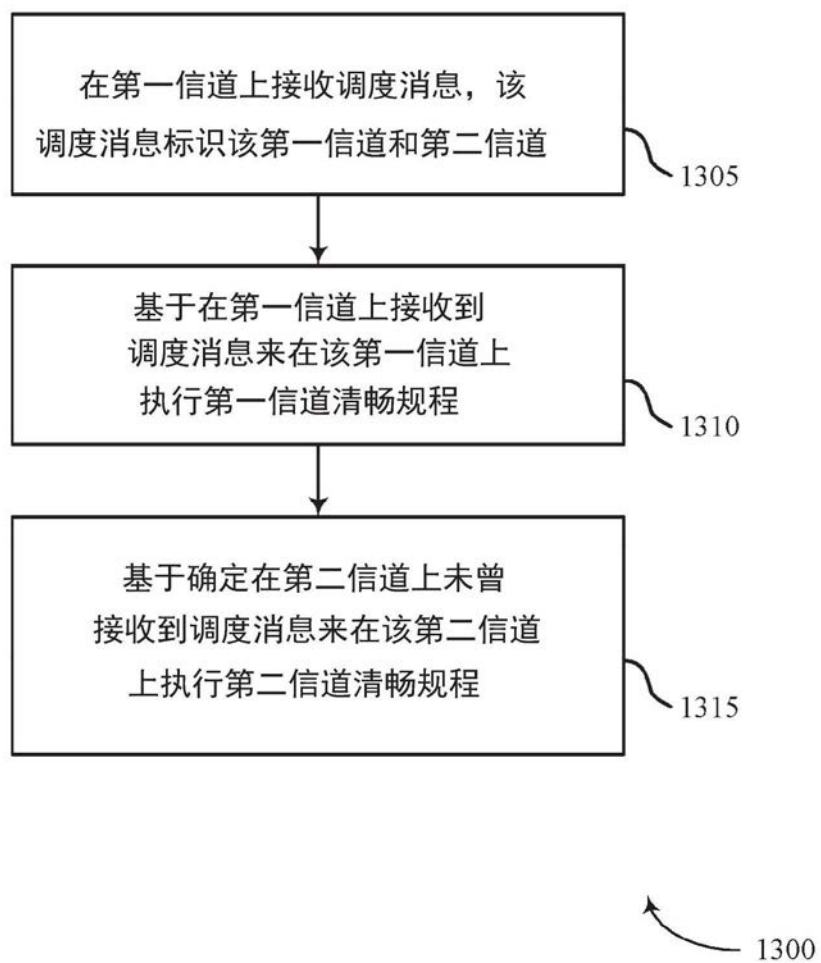 在第一信道上接收调度消息，该
调度消息标识该第一信道和第二信道
1305
基于在第一信道上接收到
调度消息来在该第一信道上
执行第一信道清畅规程
1310
基于确定在第二信道上未曾
接收到调度消息来在该第二信道
上执行第二信道清畅规程
1315
1300